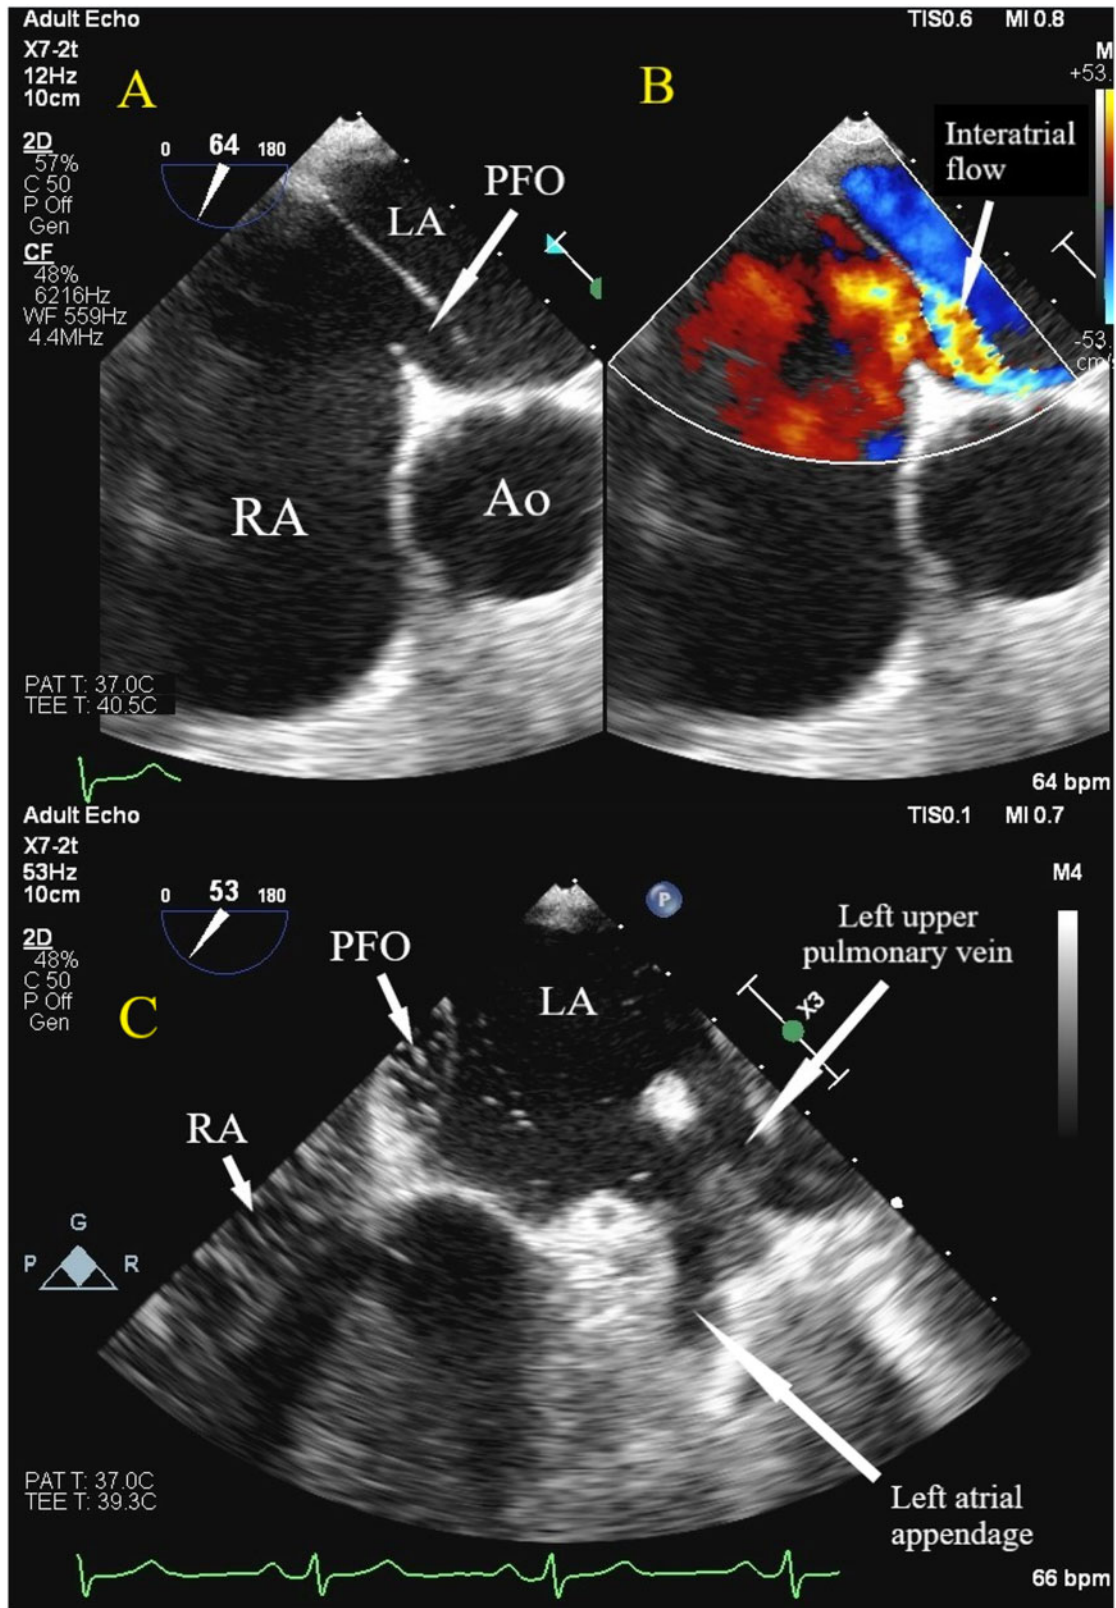 Adult Echo
TIS0.6 MI 0.8
X7-2t
12Hz
10cm
A
B
M
+53.
2D
57%
C 50
P Off
Gen
CF
48%
6216Hz
WF 559Hz
4.4MHz
0 64 180
PFO
LA
Interatrial
flow
-53.
cm/s
RA
Ao
PAT T: 37.0C
TEE T: 40.5C
64 bpm
Adult Echo
TIS0.1 MI 0.7
X7-2t
53Hz
10cm
M4
2D
48%
C 50
P Off
Gen
0 53 180
P
PFO
LA
Left upper
pulmonary vein
X3
C
RA
G
P R
PAT T: 37.0C
TEE T: 39.3C
Left atrial
appendage
66 bpm